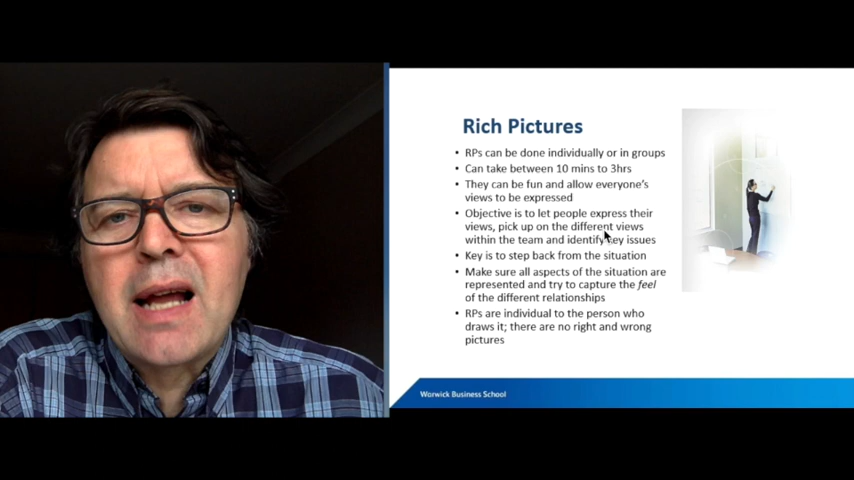 Rich Pictures
• RPs can be done individually or in groups
• Can take between 10 mins to 3hrs
• They can be fun and allow everyone's
views to be expressed
• Objective is to let people express their
views, pick up on the different views
within the team and identify key issues
• Key is to step back from the situation
• Make sure all aspects of the situation are
represented and try to capture the feel
of the different relationships
• RPs are individual to the person who
draws it; there are no right and wrong
pictures
Warwick Business School